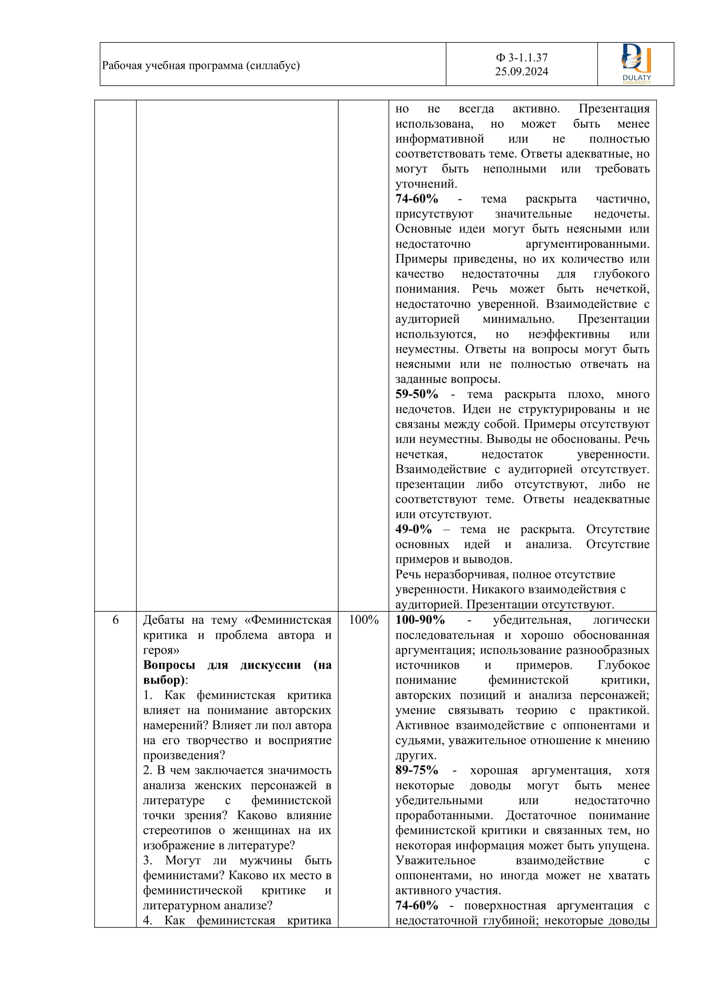 Рабочая учебная программа (силлабус)
Ф 3-1.1.37
25.09.2024
DULATY
UNIVERSITY
но не всегда активно. Презентация
использована, но может быть менее
информативной или не полностью
соответствовать теме. Ответы адекватные, но
могут быть неполными или требовать
уточнений.
74-60% - тема раскрыта частично,
присутствуют значительные недочеты.
Основные идеи могут быть неясными или
недостаточно аргументированными.
Примеры приведены, но их количество или
качество недостаточны для глубокого
понимания. Речь может быть нечеткой,
недостаточно уверенной. Взаимодействие с
аудиторией минимально. Презентации
используются, но неэффективны или
неуместны. Ответы на вопросы могут быть
неясными или не полностью отвечать на
заданные вопросы.
59-50% - тема раскрыта плохо, много
недочетов. Идеи не структурированы и не
связаны между собой. Примеры отсутствуют
или неуместны. Выводы не обоснованы. Речь
нечеткая, недостаток уверенности.
Взаимодействие с аудиторией отсутствует.
презентации либо отсутствуют, либо не
соответствуют теме. Ответы неадекватные
или отсутствуют.
49-0% – тема не раскрыта. Отсутствие
основных идей и анализа. Отсутствие
примеров и выводов.
Речь неразборчивая, полное отсутствие
уверенности. Никакого взаимодействия с
аудиторией. Презентации отсутствуют.
6
Дебаты на тему «Феминистская
критика и проблема автора и
героя»
Вопросы для дискуссии (на
выбор):
1. Как феминистская критика
влияет на понимание авторских
намерений? Влияет ли пол автора
на его творчество и восприятие
произведения?
2. В чем заключается значимость
анализа женских персонажей в
литературе с феминистской
точки зрения? Каково влияние
стереотипов о женщинах на их
изображение в литературе?
3. Могут ли мужчины быть
феминистами? Каково их место в
феминистической критике и
литературном анализе?
4. Как феминистская критика
100%
100-90% - убедительная, логически
последовательная и хорошо обоснованная
аргументация; использование разнообразных
источников и примеров. Глубокое
понимание феминистской критики,
авторских позиций и анализа персонажей;
умение связывать теорию с практикой.
Активное взаимодействие с оппонентами и
судьями, уважительное отношение к мнению
других.
89-75% - хорошая аргументация, хотя
некоторые доводы могут быть менее
убедительными или недостаточно
проработанными. Достаточное понимание
феминистской критики и связанных тем, но
некоторая информация может быть упущена.
Уважительное взаимодействие с
оппонентами, но иногда может не хватать
активного участия.
74-60% - поверхностная аргументация с
недостаточной глубиной; некоторые доводы